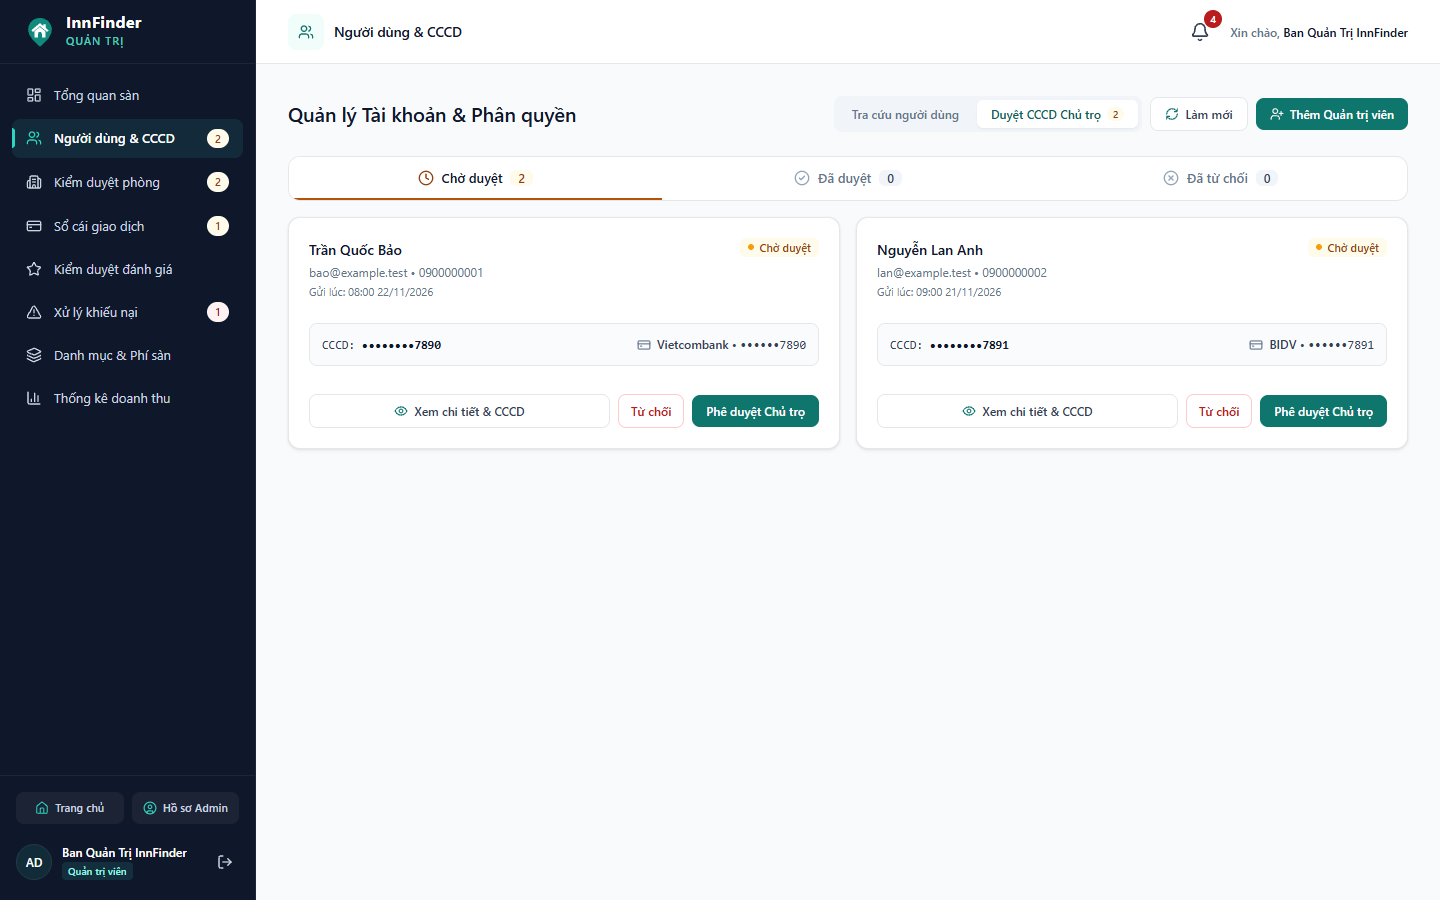 InnFinder
QUẢN TRỊ
Tổng quan sàn
Người dùng & CCCD 2
Kiểm duyệt phòng 2
Sổ cái giao dịch 1
Kiểm duyệt đánh giá
Xử lý khiếu nại 1
Danh mục & Phí sàn
Thống kê doanh thu
Trang chủ
Hồ sơ Admin
AD
Ban Quản Trị InnFinder
Quản trị viên
Người dùng & CCCD
4
Xin chào, Ban Quản Trị InnFinder
Quản lý Tài khoản & Phân quyền
Tra cứu người dùng
Duyệt CCCD Chủ trọ 2
Làm mới
Thêm Quản trị viên
Chờ duyệt 2
Đã duyệt 0
Đã từ chối 0
Trần Quốc Bảo
Chờ duyệt
bao@example.test • 0900000001
Gửi lúc: 08:00 22/11/2026
CCCD: ••••••••7890
Vietcombank • ••••••7890
Xem chi tiết & CCCD
Từ chối
Phê duyệt Chủ trọ
Nguyễn Lan Anh
Chờ duyệt
lan@example.test • 0900000002
Gửi lúc: 09:00 21/11/2026
CCCD: ••••••••7891
BIDV • ••••••7891
Xem chi tiết & CCCD
Từ chối
Phê duyệt Chủ trọ